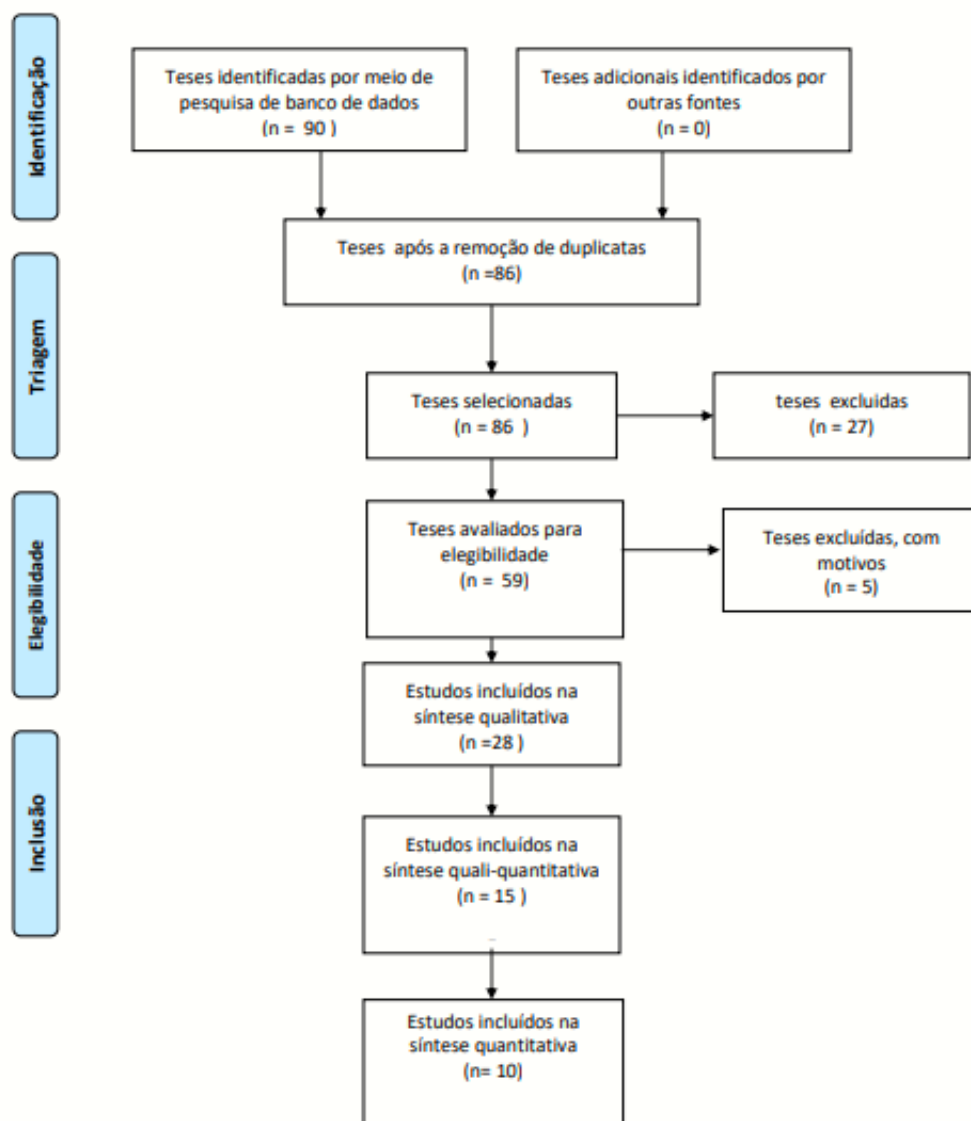 Identificação
Teses identificadas por meio de
pesquisa de banco de dados
(n = 90 )
Teses adicionais identificados por
outras fontes
(n = 0)
Teses após a remoção de duplicatas
(n =86)
Triagem
Teses selecionadas
(n = 86 )
teses excluidas
(n = 27)
Elegibilidade
Teses avaliados para
elegibilidade
(n = 59)
Teses excluídas, com
motivos
(n = 5)
Estudos incluídos na
síntese qualitativa
(n =28 )
Inclusão
Estudos incluídos na
síntese quali-quantitativa
(n = 15 )
Estudos incluídos na
síntese quantitativa
(n= 10)